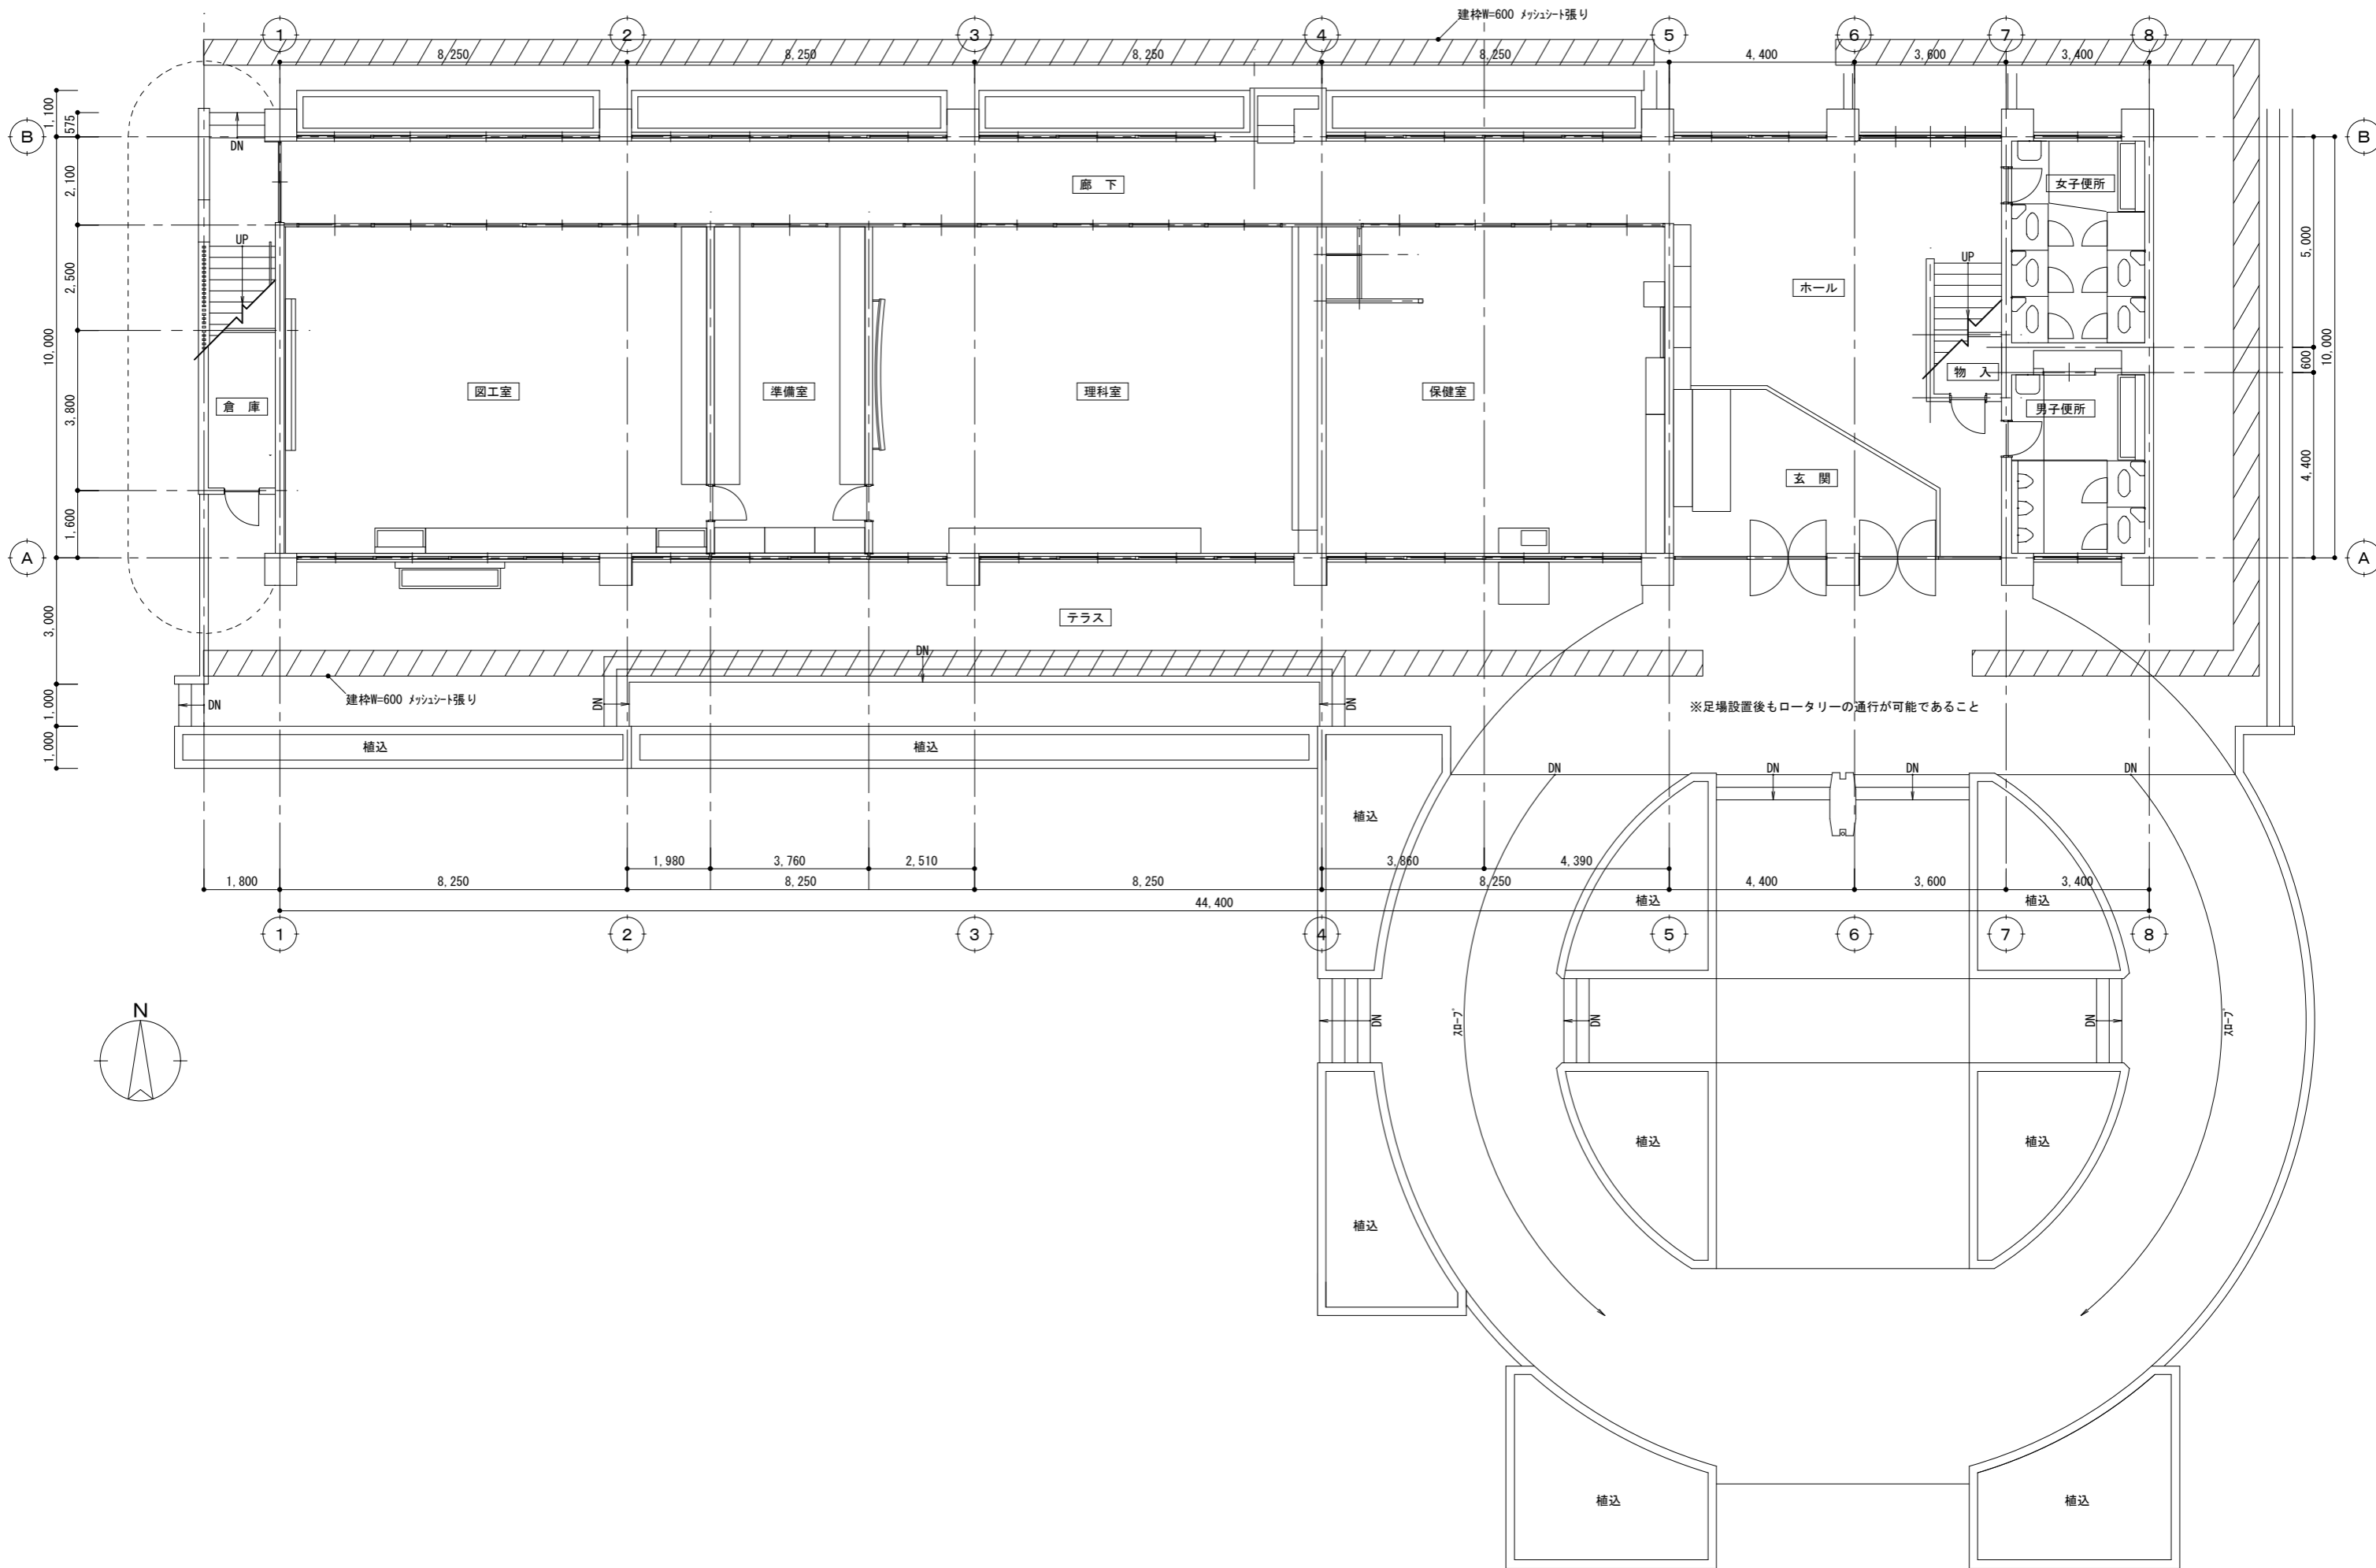 建枠W=600 メッシュシート張り
1 2 3 4 5 6 7 8
8,250 8,250 8,250 8,250 4,400 3,600 3,400
1,100
575
B
B
DN
2,100
廊 下
女子便所
UP
UP
2,500
5,000
ホール
10,000
600
10,000
物 入
図工室
準備室
理科室
保健室
倉 庫
男子便所
3,800
4,400
玄 関
1,600
A
A
3,000
テラス
DN
建枠W=600 メッシュシート張り
DN
DN
DN
1,000
※足場設置後もロータリーの通行が可能であること
1,000
植込
植込
DN
DN
DN
DN
植込
1,980 3,760 2,510
3,860 4,390
1,800 8,250 8,250 8,250 8,250 4,400 3,600 3,400
44,400
植込
植込
1 2 3 4 5 6 7 8
N
DN
スロープ
DN
DN
スロープ
植込
植込
植込
植込
植込